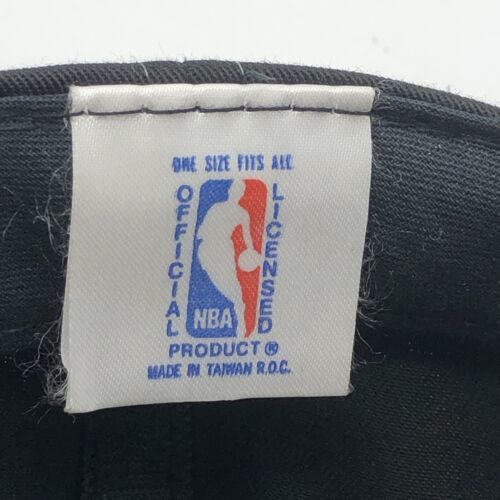 ONE SIZE FITS ALL
OFFICIAL
LICENSED
NBA
PRODUCT ®
MADE IN TAIWAN R.O.C.